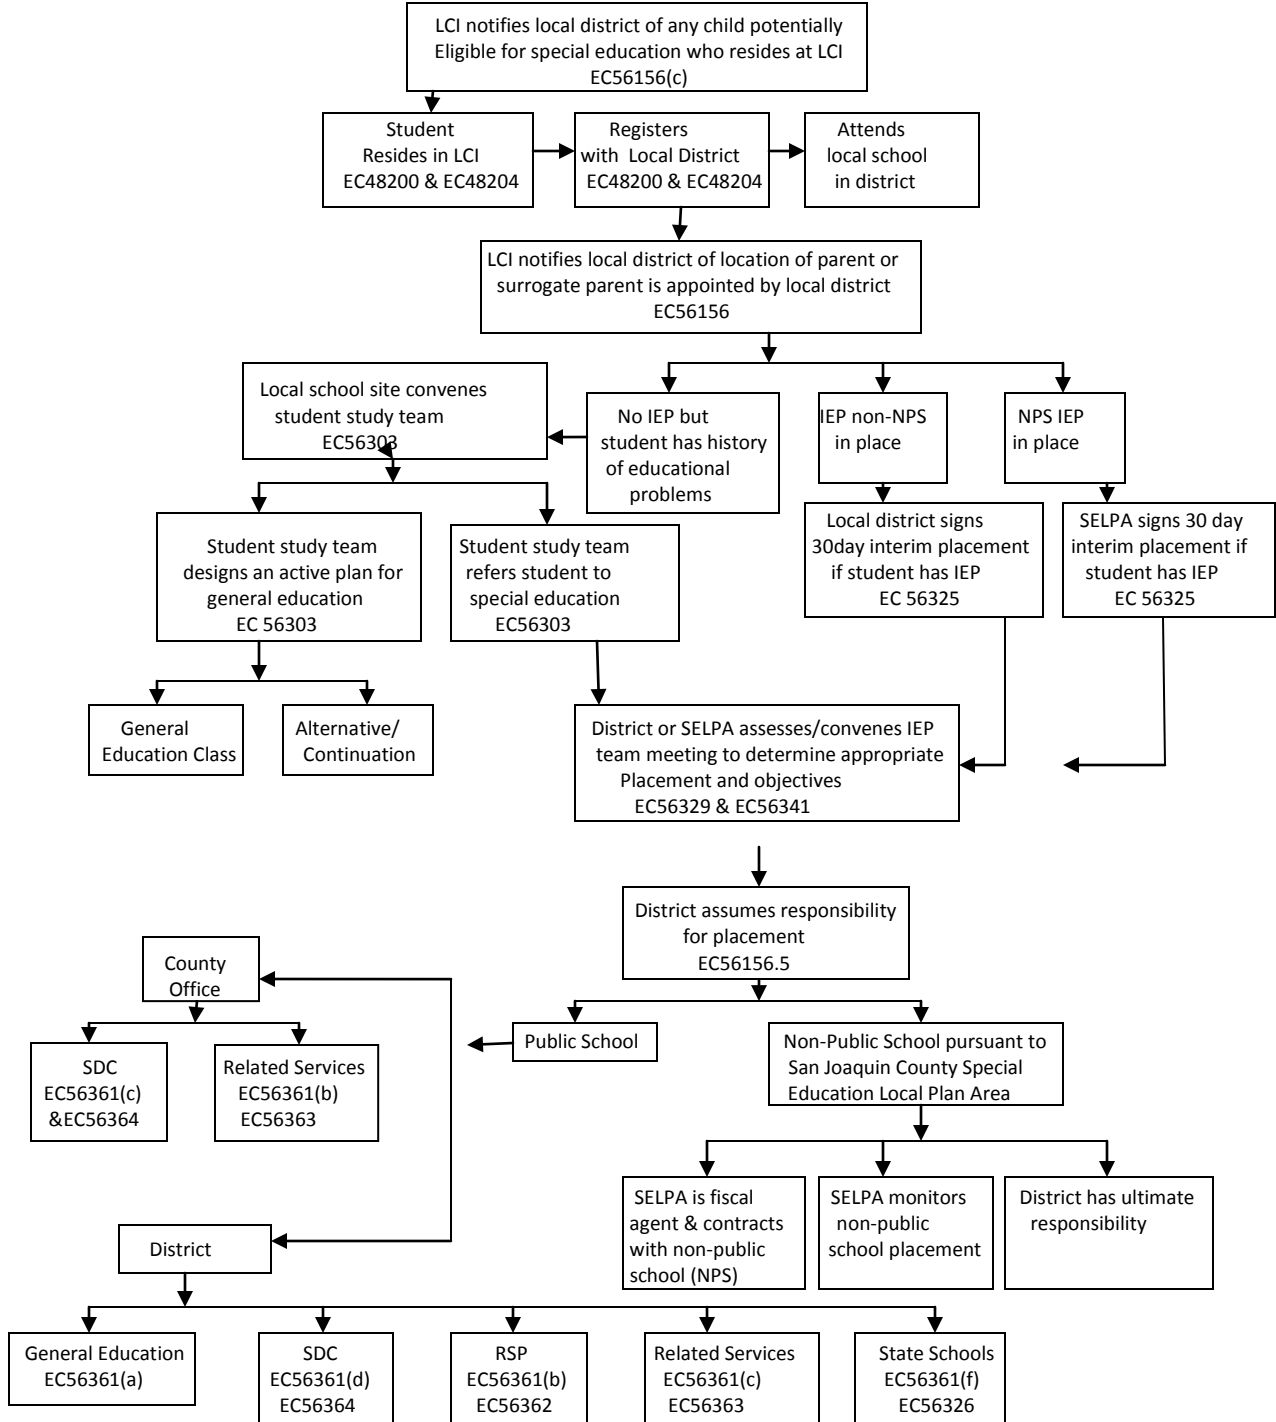 LCI notifies local district of any child potentially
Eligible for special education who resides at LCI
EC56156(c)
Student
Resides in LCI
EC48200 & EC48204
Registers
with Local District
EC48200 & EC48204
Attends
local school
in district
LCI notifies local district of location of parent or
surrogate parent is appointed by local district
EC56156
Local school site convenes
student study team
EC56303
No IEP but
student has history
of educational
problems
IEP non-NPS
in place
NPS IEP
in place
Student study team
designs an active plan for
general education
EC 56303
Student study team
refers student to
special education
EC56303
Local district signs
30day interim placement
if student has IEP
EC 56325
SELPA signs 30 day
interim placement if
student has IEP
EC 56325
General
Education Class
Alternative/
Continuation
District or SELPA assesses/convenes IEP
team meeting to determine appropriate
Placement and objectives
EC56329 & EC56341
District assumes responsibility
for placement
EC56156.5
County
Office
SDC
EC56361(c)
&EC56364
Related Services
EC56361(b)
EC56363
Public School
Non-Public School pursuant to
San Joaquin County Special
Education Local Plan Area
SELPA is fiscal
agent & contracts
with non-public
school (NPS)
SELPA monitors
non-public
school placement
District has ultimate
responsibility
District
General Education
EC56361(a)
SDC
EC56361(d)
EC56364
RSP
EC56361(b)
EC56362
Related Services
EC56361(c)
EC56363
State Schools
EC56361(f)
EC56326